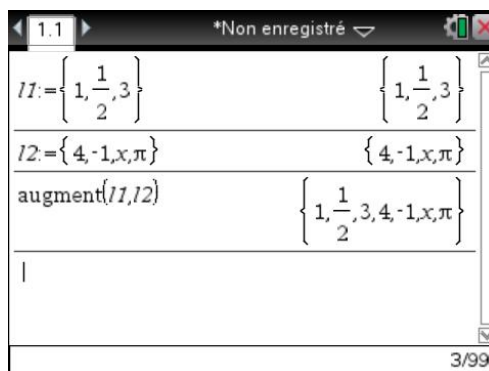 1.1 *Non enregistré
l1:={1,1/2,3} {1,1/2,3}
l2:={4,-1,x,π} {4,-1,x,π}
augment(l1,l2) {1,1/2,3,4,-1,x,π}
3/99